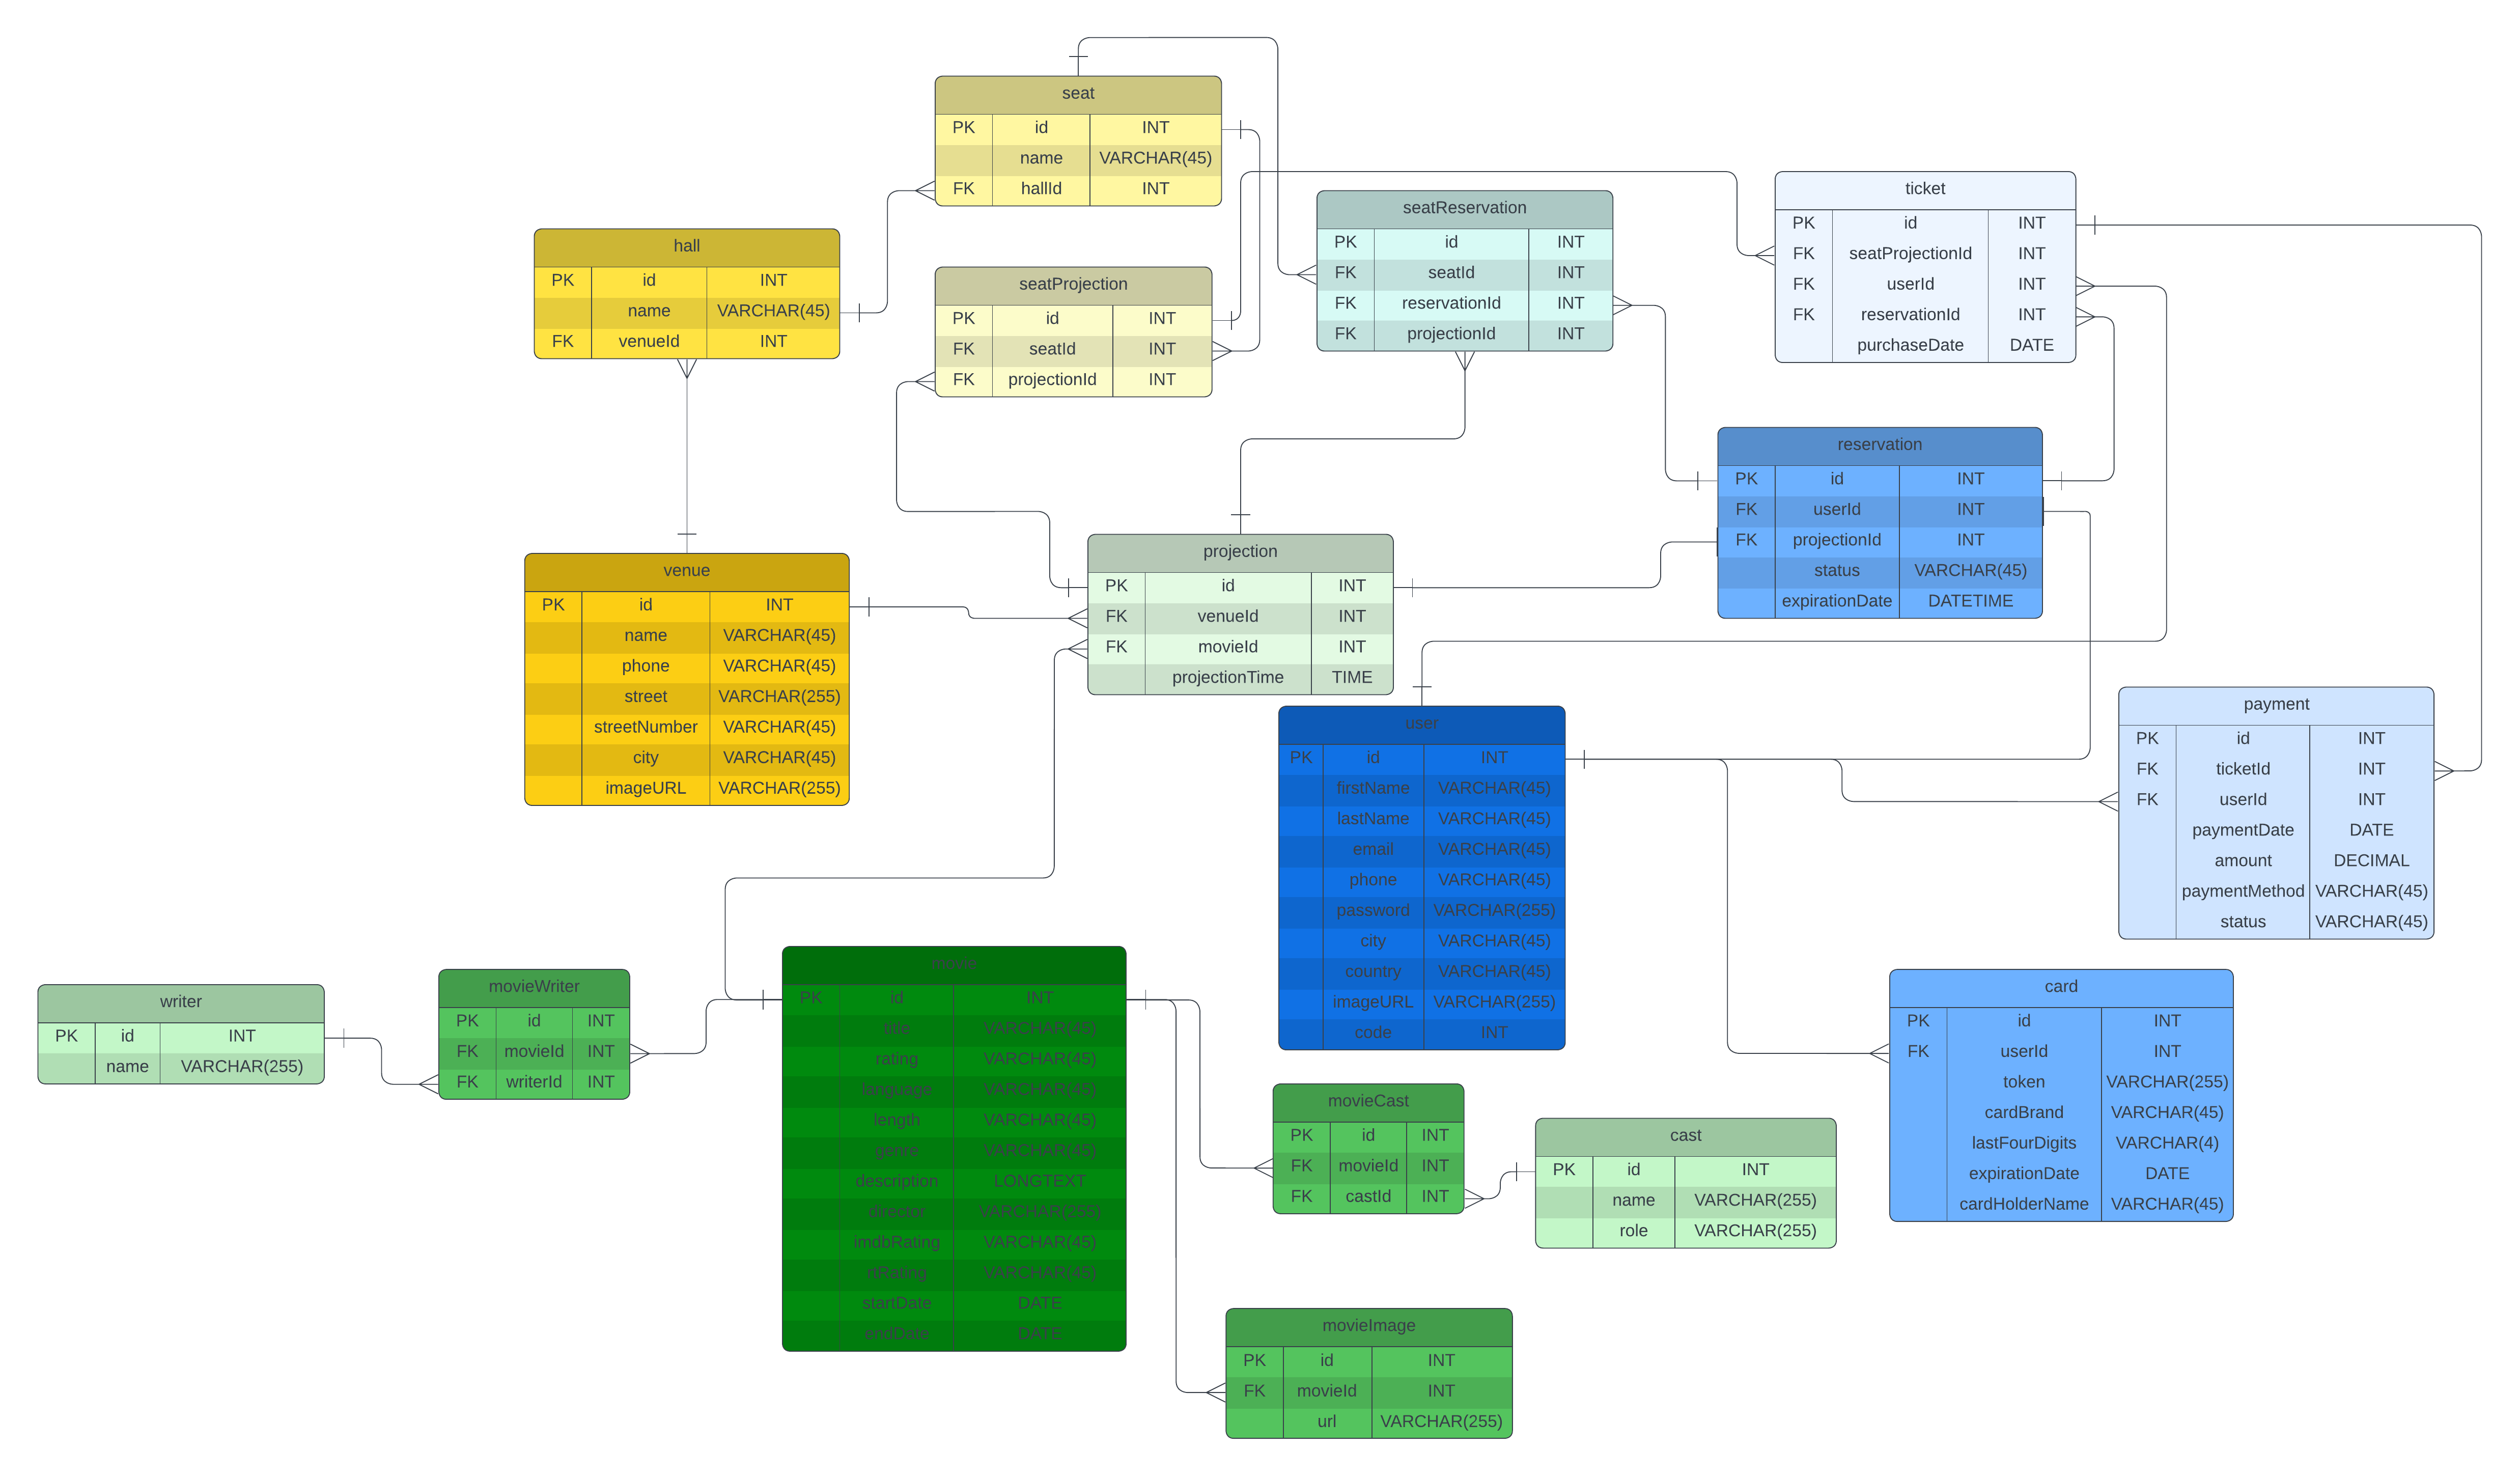 seat
PK id INT
name VARCHAR(45)
FK hallId INT
hall
PK id INT
name VARCHAR(45)
FK venueId INT
seatProjection
PK id INT
FK seatId INT
FK projectionId INT
seatReservation
PK id INT
FK seatId INT
FK reservationId INT
FK projectionId INT
ticket
PK id INT
FK seatProjectionId INT
FK userId INT
FK reservationId INT
purchaseDate DATE
reservation
PK id INT
FK userId INT
FK projectionId INT
status VARCHAR(45)
expirationDate DATETIME
venue
PK id INT
name VARCHAR(45)
phone VARCHAR(45)
street VARCHAR(255)
streetNumber VARCHAR(45)
city VARCHAR(45)
imageURL VARCHAR(255)
projection
PK id INT
FK venueId INT
FK movieId INT
projectionTime TIME
user
PK id INT
firstName VARCHAR(45)
lastName VARCHAR(45)
email VARCHAR(45)
phone VARCHAR(45)
password VARCHAR(255)
city VARCHAR(45)
country VARCHAR(45)
imageURL VARCHAR(255)
code INT
payment
PK id INT
FK ticketId INT
FK userId INT
paymentDate DATE
amount DECIMAL
paymentMethod VARCHAR(45)
status VARCHAR(45)
writer
PK id INT
name VARCHAR(255)
movieWriter
PK id INT
FK movieId INT
FK writerId INT
movie
PK id INT
title VARCHAR(45)
rating VARCHAR(45)
language VARCHAR(45)
length VARCHAR(45)
genre VARCHAR(45)
description LONGTEXT
director VARCHAR(255)
imdbRating VARCHAR(45)
rtRating VARCHAR(45)
startDate DATE
endDate DATE
card
PK id INT
FK userId INT
token VARCHAR(255)
cardBrand VARCHAR(45)
lastFourDigits VARCHAR(4)
expirationDate DATE
cardHolderName VARCHAR(45)
movieCast
PK id INT
FK movieId INT
FK castId INT
cast
PK id INT
name VARCHAR(255)
role VARCHAR(255)
movieImage
PK id INT
FK movieId INT
url VARCHAR(255)